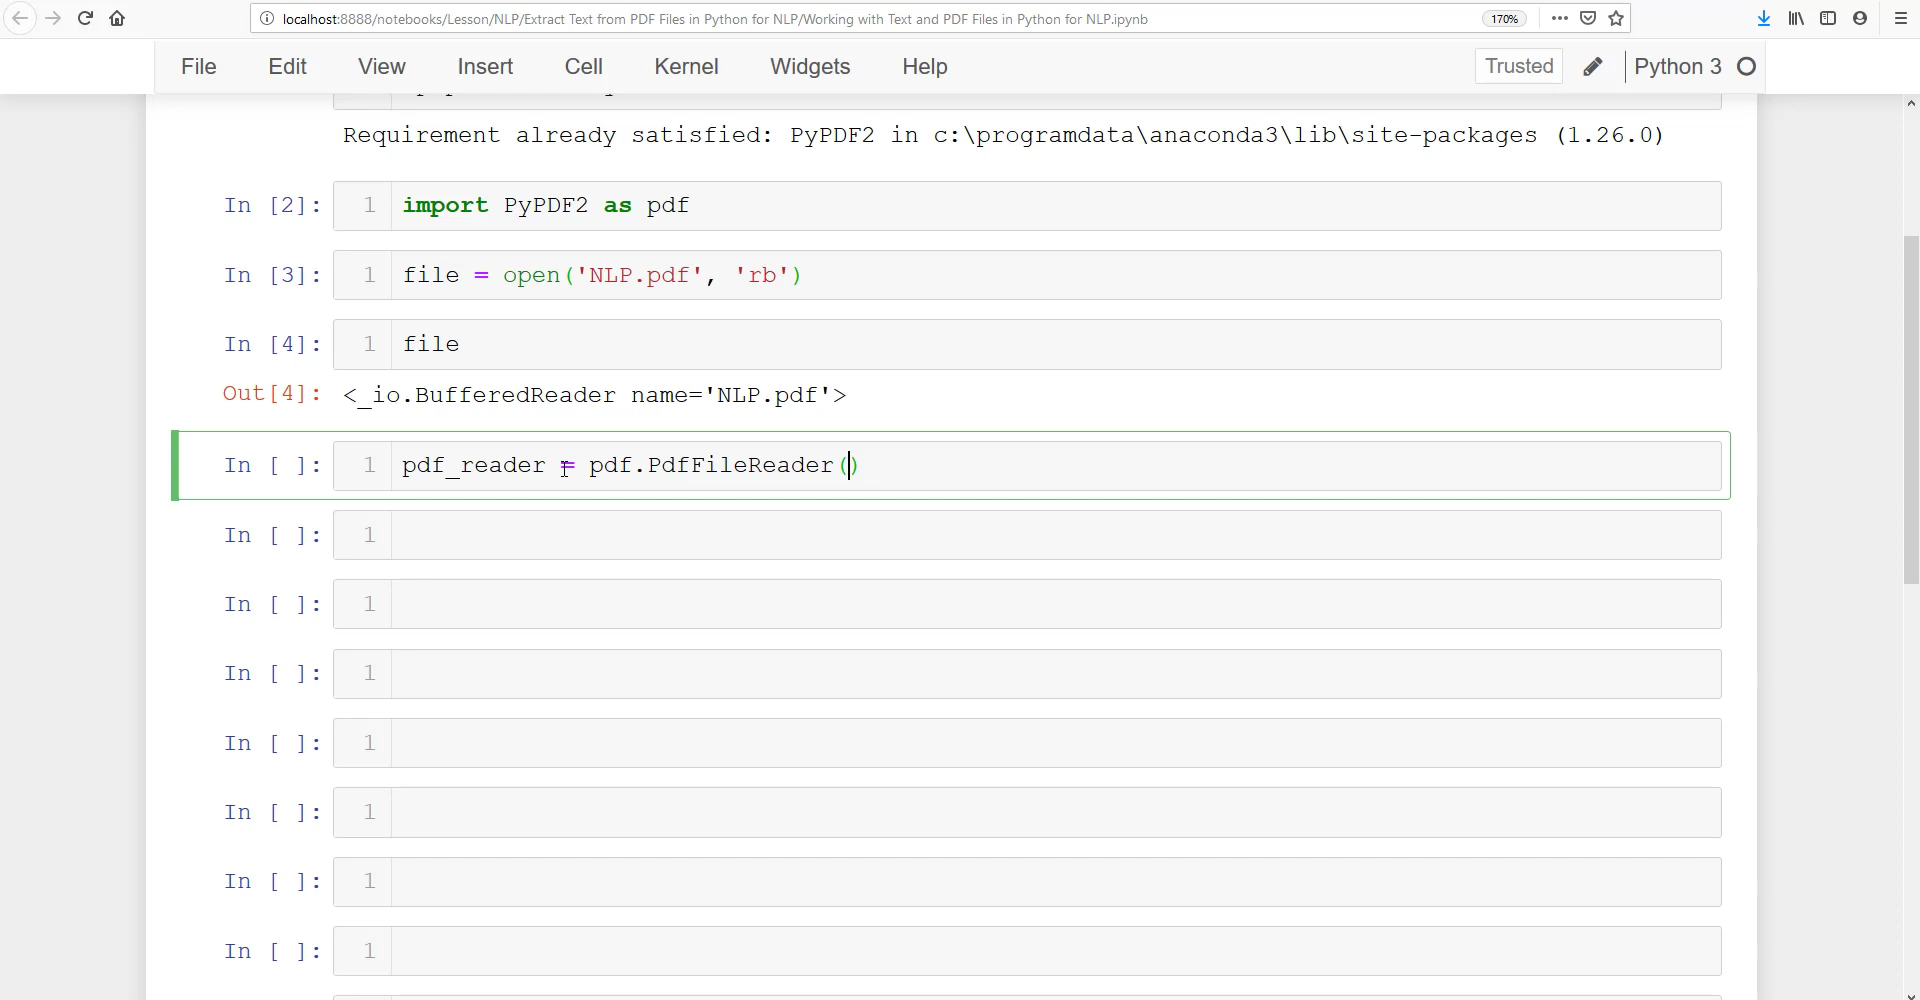 localhost:8888/notebooks/Lesson/NLP/Extract Text from PDF Files in Python for NLP/Working with Text and PDF Files in Python for NLP.ipynb 170%
File Edit View Insert Cell Kernel Widgets Help Trusted Python 3
Requirement already satisfied: PyPDF2 in c:\programdata\anaconda3\lib\site-packages (1.26.0)
In [2]: 1 import PyPDF2 as pdf
In [3]: 1 file = open('NLP.pdf', 'rb')
In [4]: 1 file
Out[4]: <_io.BufferedReader name='NLP.pdf'>
In [ ]: 1 pdf_reader = pdf.PdfFileReader()
In [ ]: 1
In [ ]: 1
In [ ]: 1
In [ ]: 1
In [ ]: 1
In [ ]: 1
In [ ]: 1